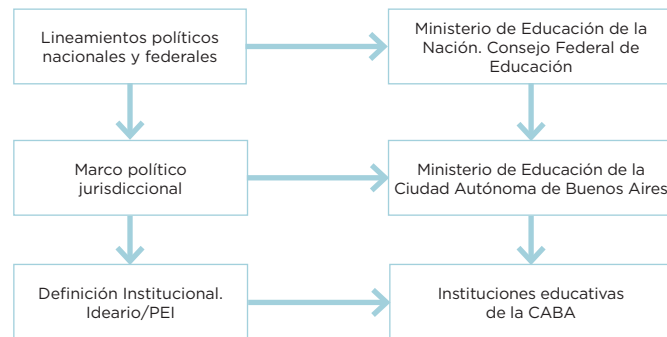 Lineamientos políticos
nacionales y federales
Ministerio de Educación de la
Nación. Consejo Federal de
Educación
Marco político
jurisdiccional
Ministerio de Educación de la
Ciudad Autónoma de Buenos Aires
Definición Institucional.
Ideario/PEI
Instituciones educativas
de la CABA